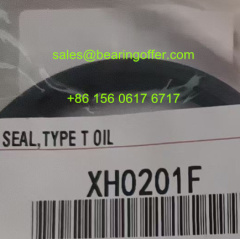 sales@bearingoffer.com
+86 156 0617 6717
SEAL,TYPE T OIL
XH0201F